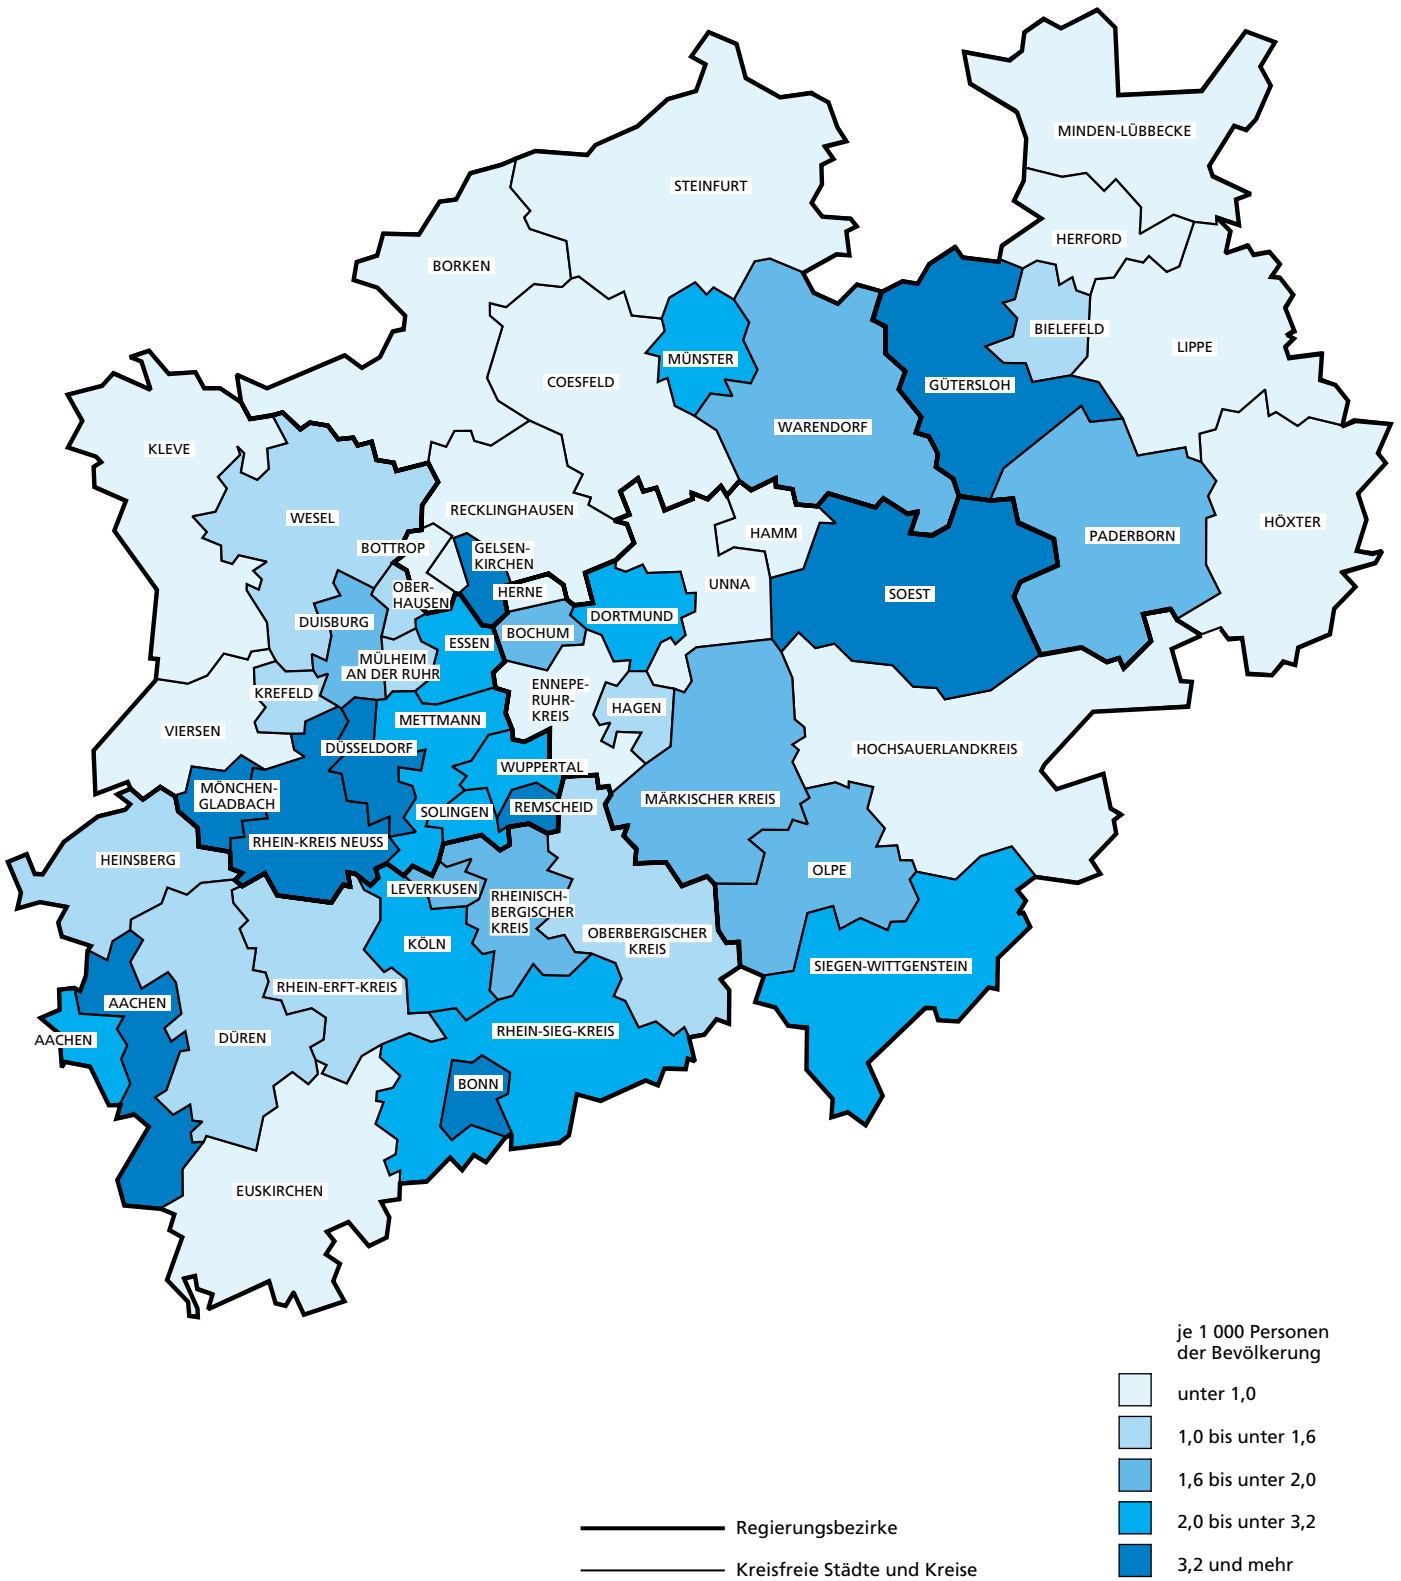 MINDEN-LÜBBECKE
STEINFURT
HERFORD
BORKEN
BIELEFELD
LIPPE
MÜNSTER
COESFELD
GÜTERSLOH
WARENDORF
KLEVE
RECKLINGHAUSEN
WESEL
HÖXTER
HAMM
PADERBORN
BOTTROP
GELSEN-
KIRCHEN
UNNA
OBER-
HAUSEN
HERNE
SOEST
DORTMUND
DUISBURG
BOCHUM
ESSEN
MÜLHEIM
AN DER RUHR
KREFELD
ENNEPE-
RUHR-
KREIS
HAGEN
METTMANN
VIERSEN
DÜSSELDORF
HOCHSAUERLANDKREIS
WUPPERTAL
MÖNCHEN-
GLADBACH
MÄRKISCHER KREIS
REMSCHEID
SOLINGEN
RHEIN-KREIS NEUSS
HEINSBERG
OLPE
LEVERKUSEN
RHEINISCH-
BERGISCHER
KREIS
OBERBERGISCHER
KREIS
KÖLN
SIEGEN-WITTGENSTEIN
RHEIN-ERFT-KREIS
AACHEN
RHEIN-SIEG-KREIS
DÜREN
AACHEN
BONN
EUSKIRCHEN
je 1 000 Personen
der Bevölkerung
unter 1,0
1,0 bis unter 1,6
1,6 bis unter 2,0
2,0 bis unter 3,2
3,2 und mehr
Regierungsbezirke
Kreisfreie Städte und Kreise